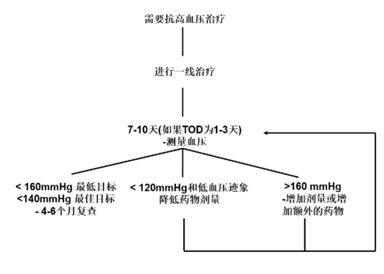 需要抗高血压治疗
进行一线治疗
7-10天(如果TOD为1-3天)
-测量血压
< 160mmHg 最低目标
<140mmHg 最佳目标
- 4-6个月复查
< 120mmHg和低血压迹象
降低药物剂量
>160 mmHg
-增加剂量或增
加额外的药物